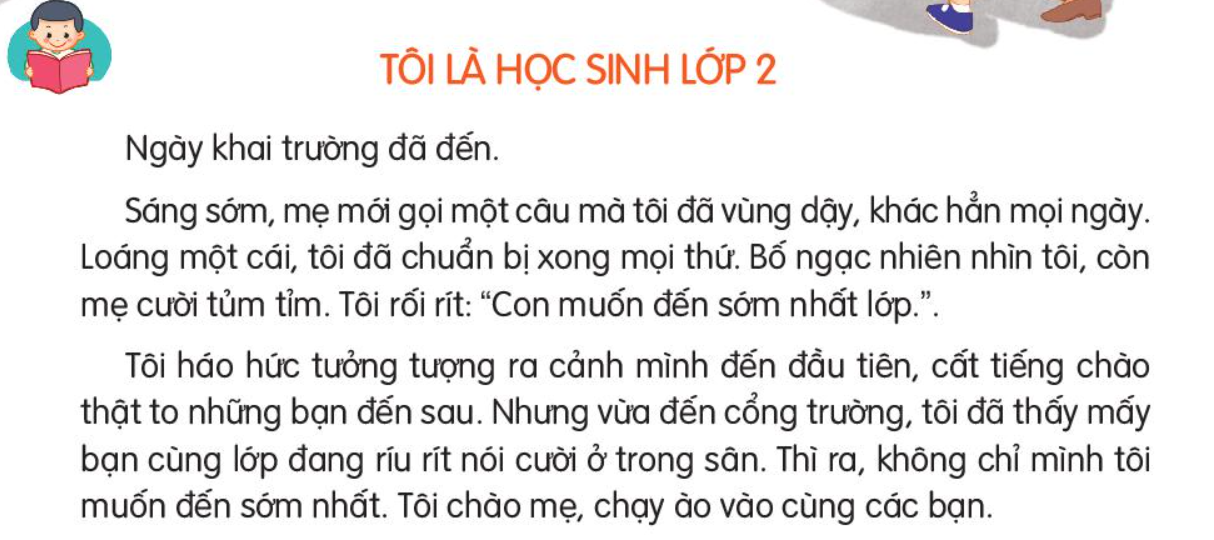 TÔI LÀ HỌC SINH LỚP 2
Ngày khai trường đã đến.
Sáng sớm, mẹ mới gọi một câu mà tôi đã vùng dậy, khác hẳn mọi ngày.
Loáng một cái, tôi đã chuẩn bị xong mọi thứ. Bố ngạc nhiên nhìn tôi, còn
mẹ cười tủm tỉm. Tôi rối rít: “Con muốn đến sớm nhất lớp.”.
Tôi háo hức tưởng tượng ra cảnh mình đến đầu tiên, cất tiếng chào
thật to những bạn đến sau. Nhưng vừa đến cổng trường, tôi đã thấy mấy
bạn cùng lớp đang ríu rít nói cười ở trong sân. Thì ra, không chỉ mình tôi
muốn đến sớm nhất. Tôi chào mẹ, chạy ào vào cùng các bạn.